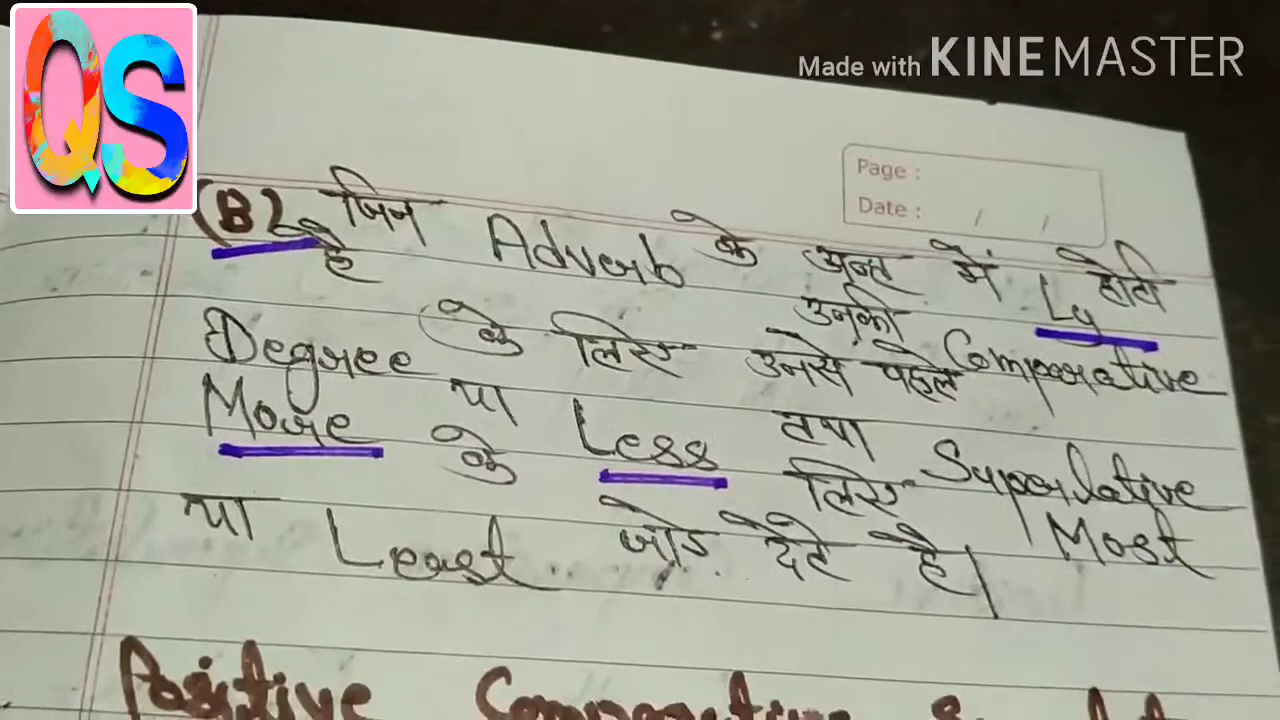 QS
Made with KINEMASTER
Page :
Date : / /
(B) जिन Adverb के अन्त में Ly होती
है उनकी Comparative
Degree के लिए उनसे पहले
More या Less तथा Superlative
के लिए Most
या Least जोड़ देते है।
Positive Comparative